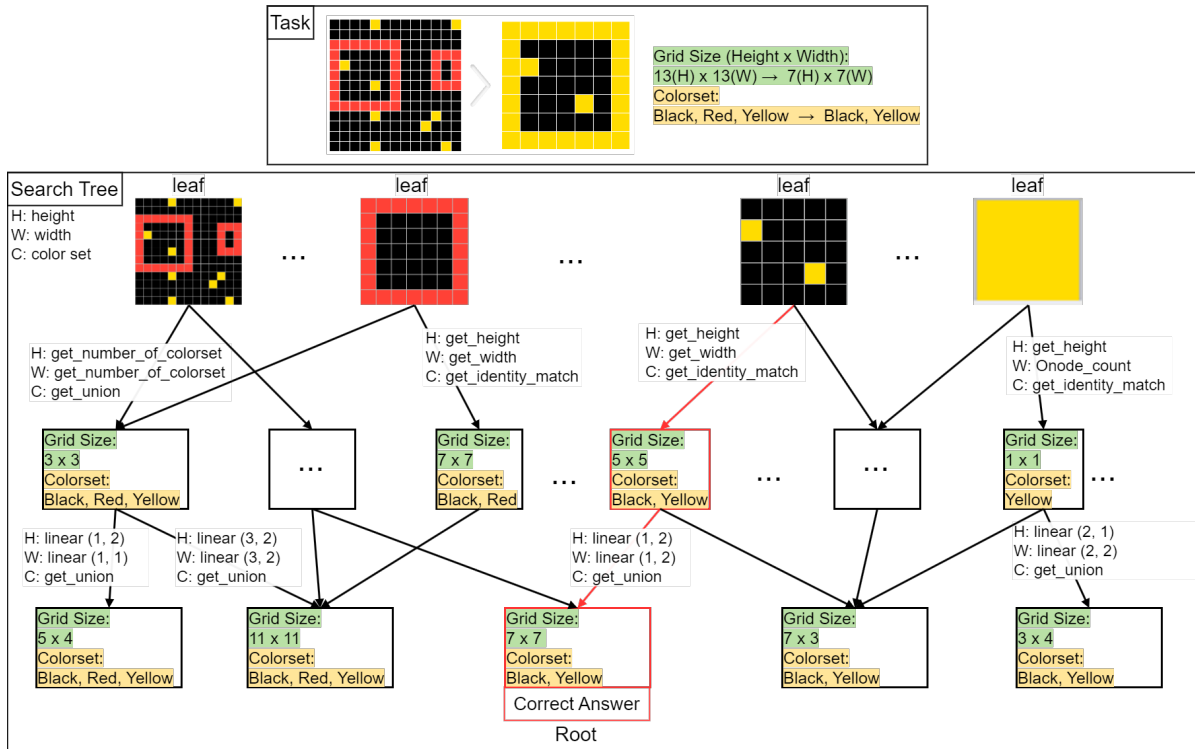 Task
Grid Size (Height x Width):
13(H) x 13(W) → 7(H) x 7(W)
Colorset:
Black, Red, Yellow → Black, Yellow
Search Tree
H: height
W: width
C: color set
leaf
leaf
leaf
leaf
...
...
...
H: get_number_of_colorset
W: get_number_of_colorset
C: get_union
H: get_height
W: get_width
C: get_identity_match
H: get_height
W: get_width
C: get_identity_match
H: get_height
W: Onode_count
C: get_identity_match
Grid Size:
3 x 3
Colorset:
Black, Red, Yellow
...
Grid Size:
7 x 7
Colorset:
Black, Red
...
Grid Size:
5 x 5
Colorset:
Black, Yellow
...
...
Grid Size:
1 x 1
Colorset:
Yellow
...
H: linear (1, 2)
W: linear (1, 1)
C: get_union
H: linear (3, 2)
W: linear (3, 2)
C: get_union
H: linear (1, 2)
W: linear (1, 2)
C: get_union
H: linear (2, 1)
W: linear (2, 2)
C: get_union
Grid Size:
5 x 4
Colorset:
Black, Red, Yellow
Grid Size:
11 x 11
Colorset:
Black, Red, Yellow
Grid Size:
7 x 7
Colorset:
Black, Yellow
Correct Answer
Root
Grid Size:
7 x 3
Colorset:
Black, Yellow
Grid Size:
3 x 4
Colorset:
Black, Yellow